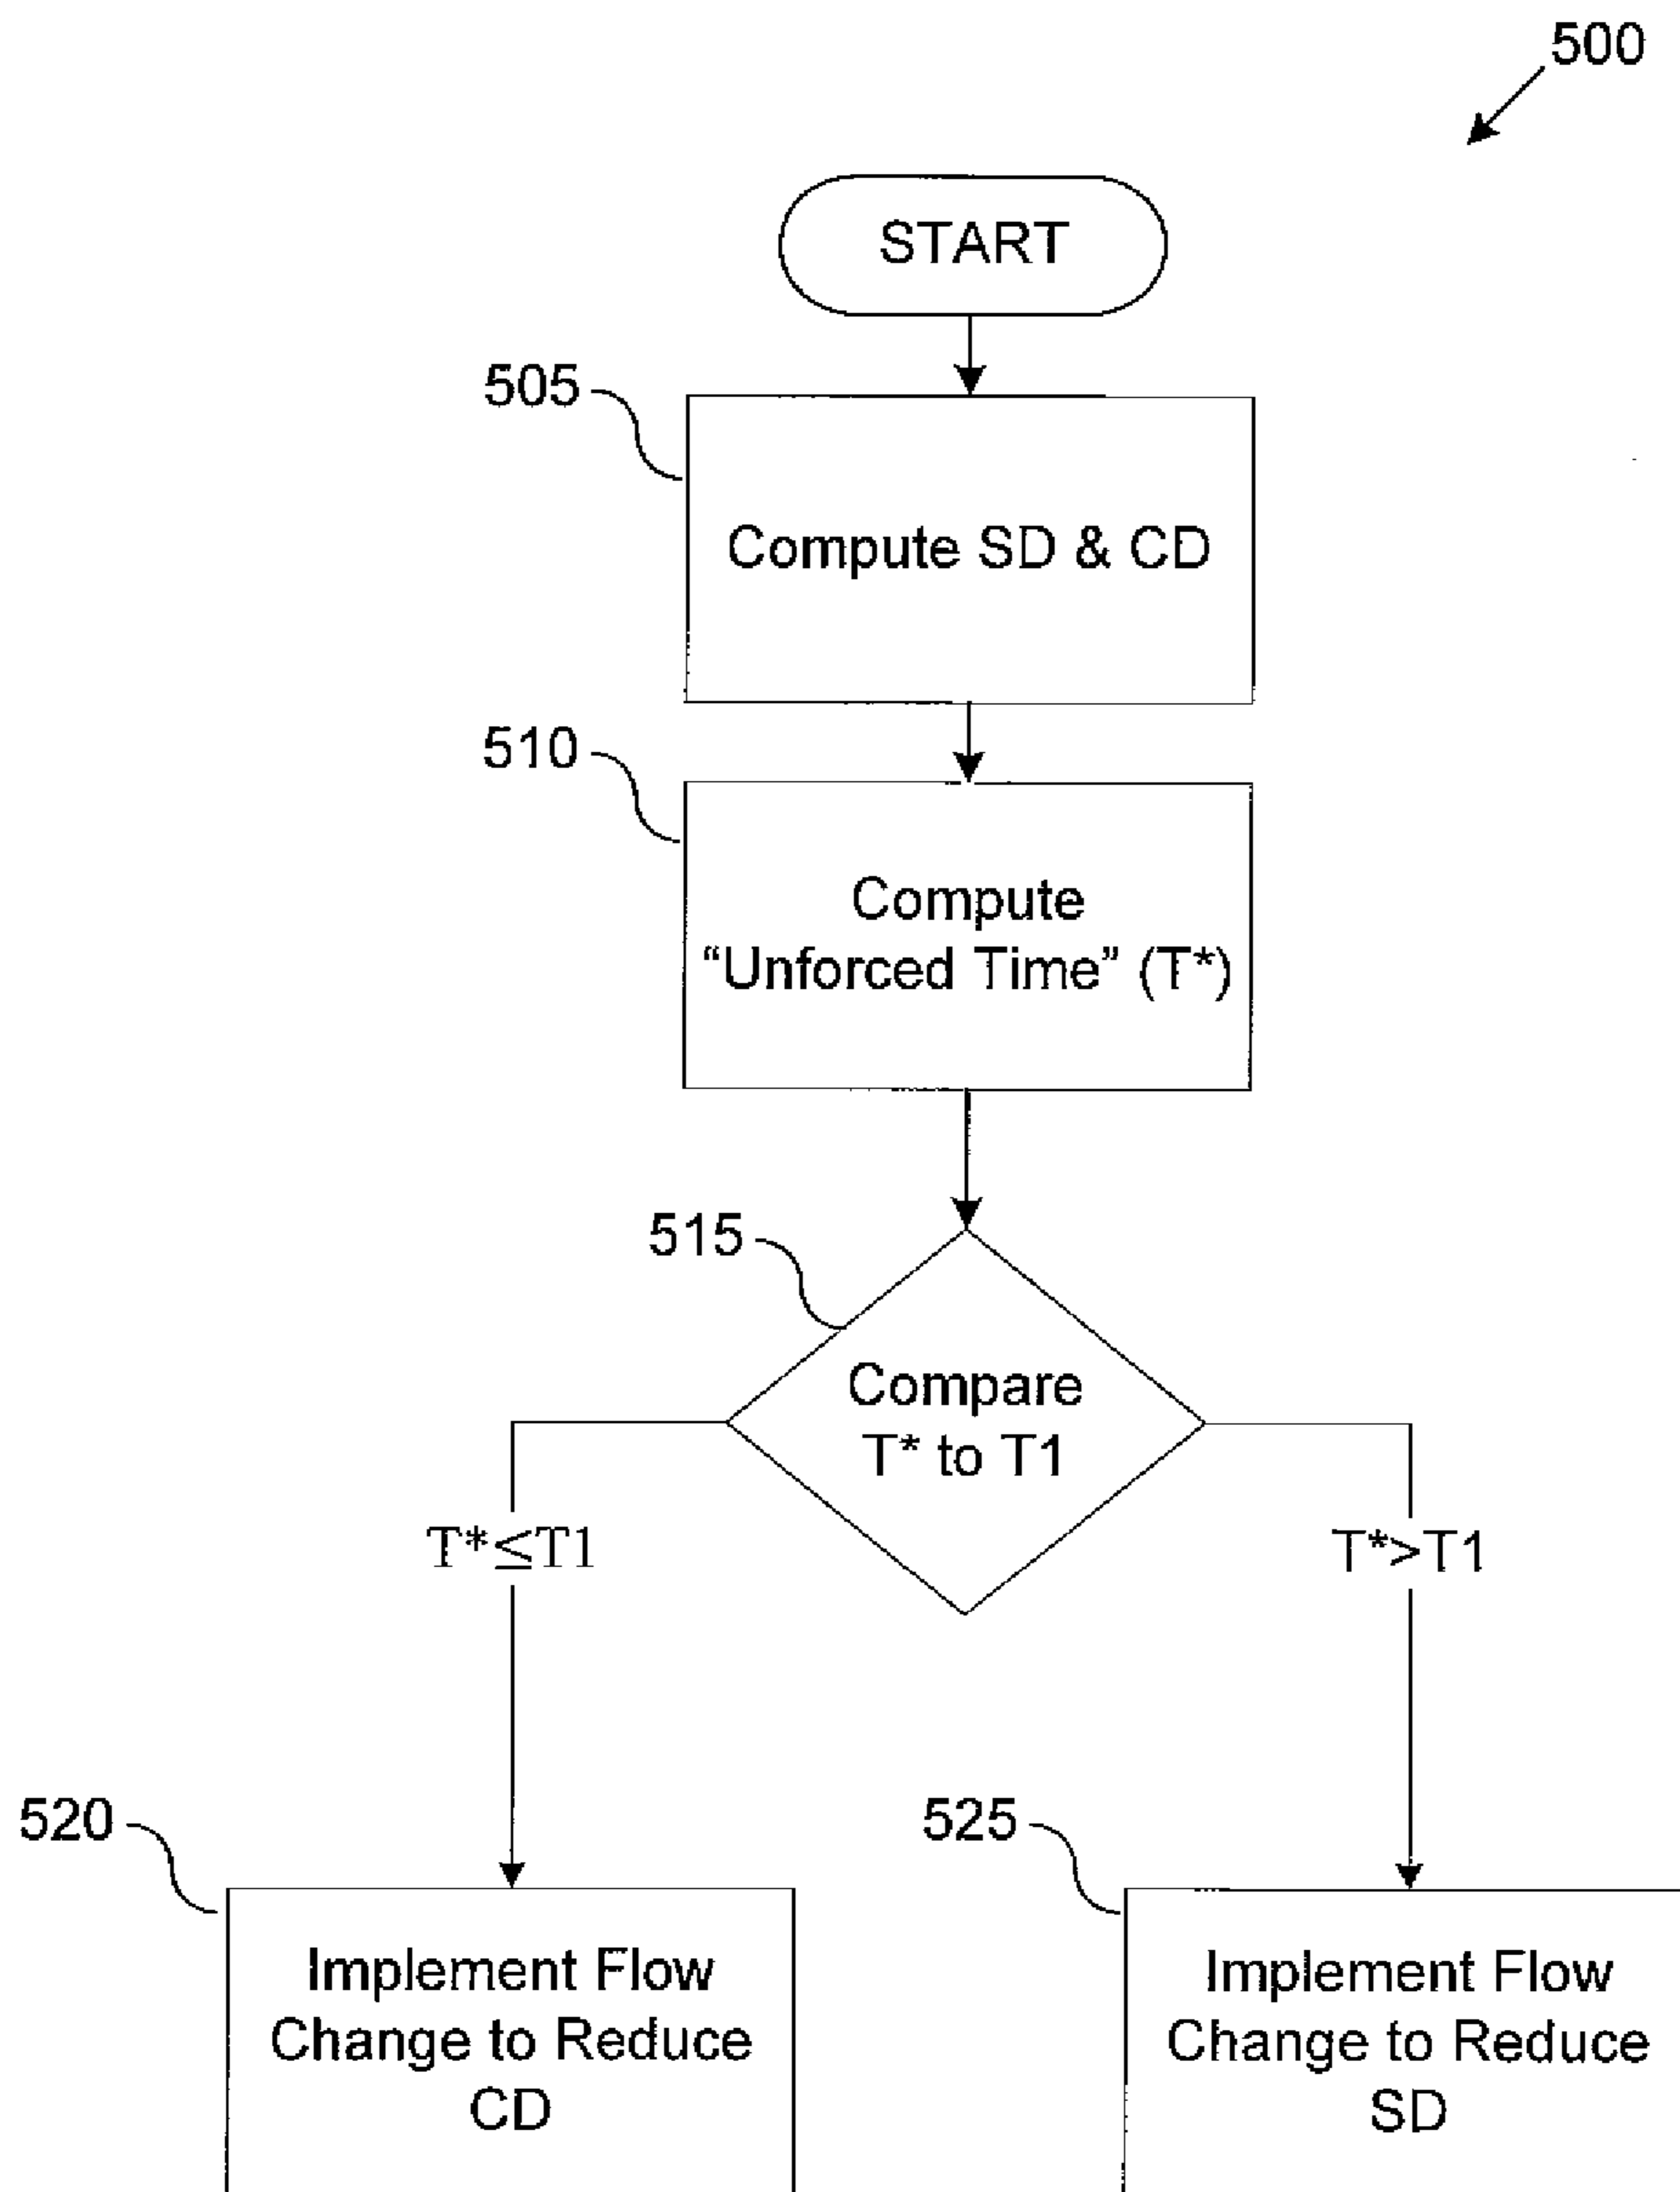 500
START
505
Compute SD & CD
510
Compute
“Unforced Time” (T*)
515
Compare
T* to T1
T*≤T1
T*>T1
520
525
Implement Flow
Change to Reduce
CD
Implement Flow
Change to Reduce
SD